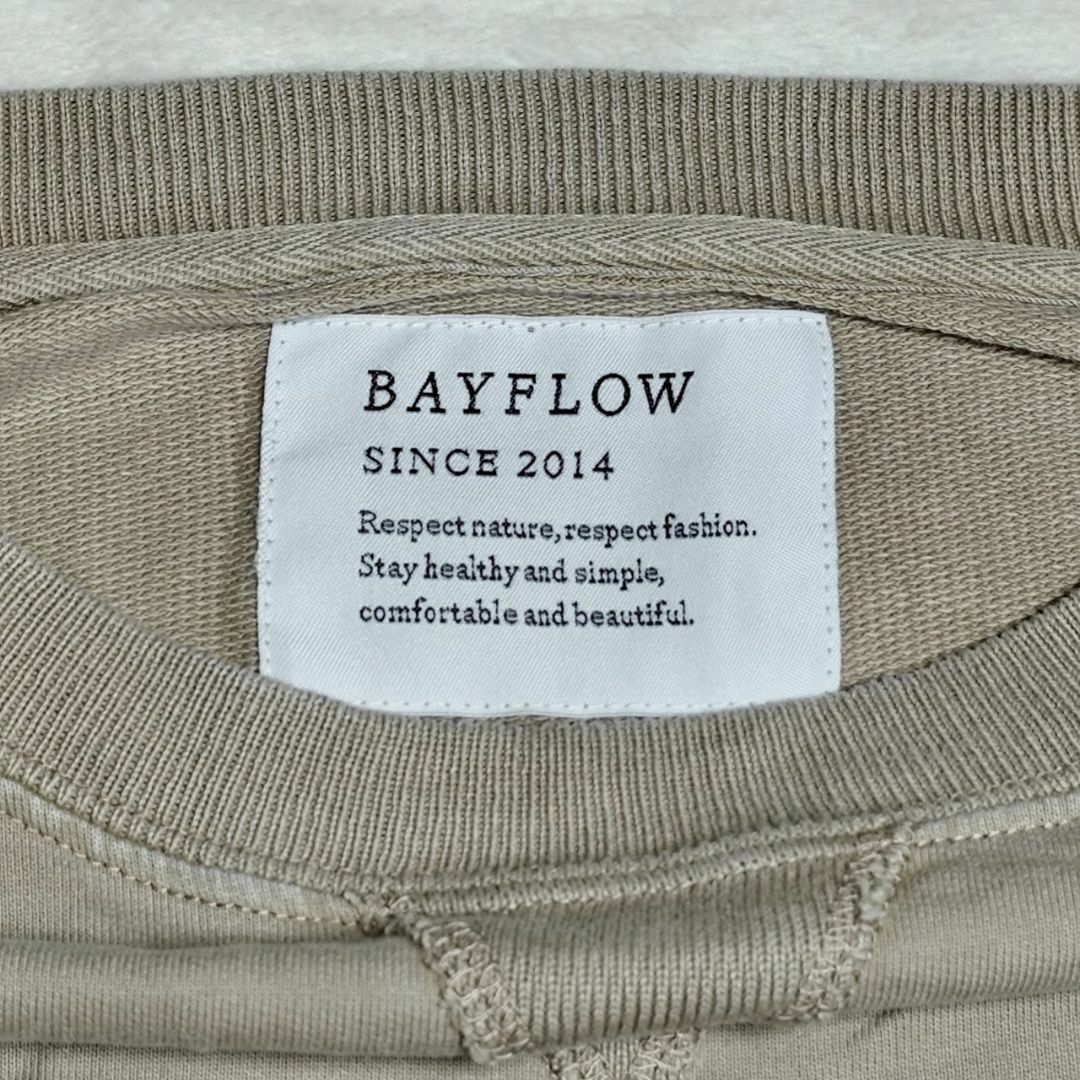 BAYFLOW
SINCE 2014
Respect nature, respect fashion.
Stay healthy and simple,
comfortable and beautiful.